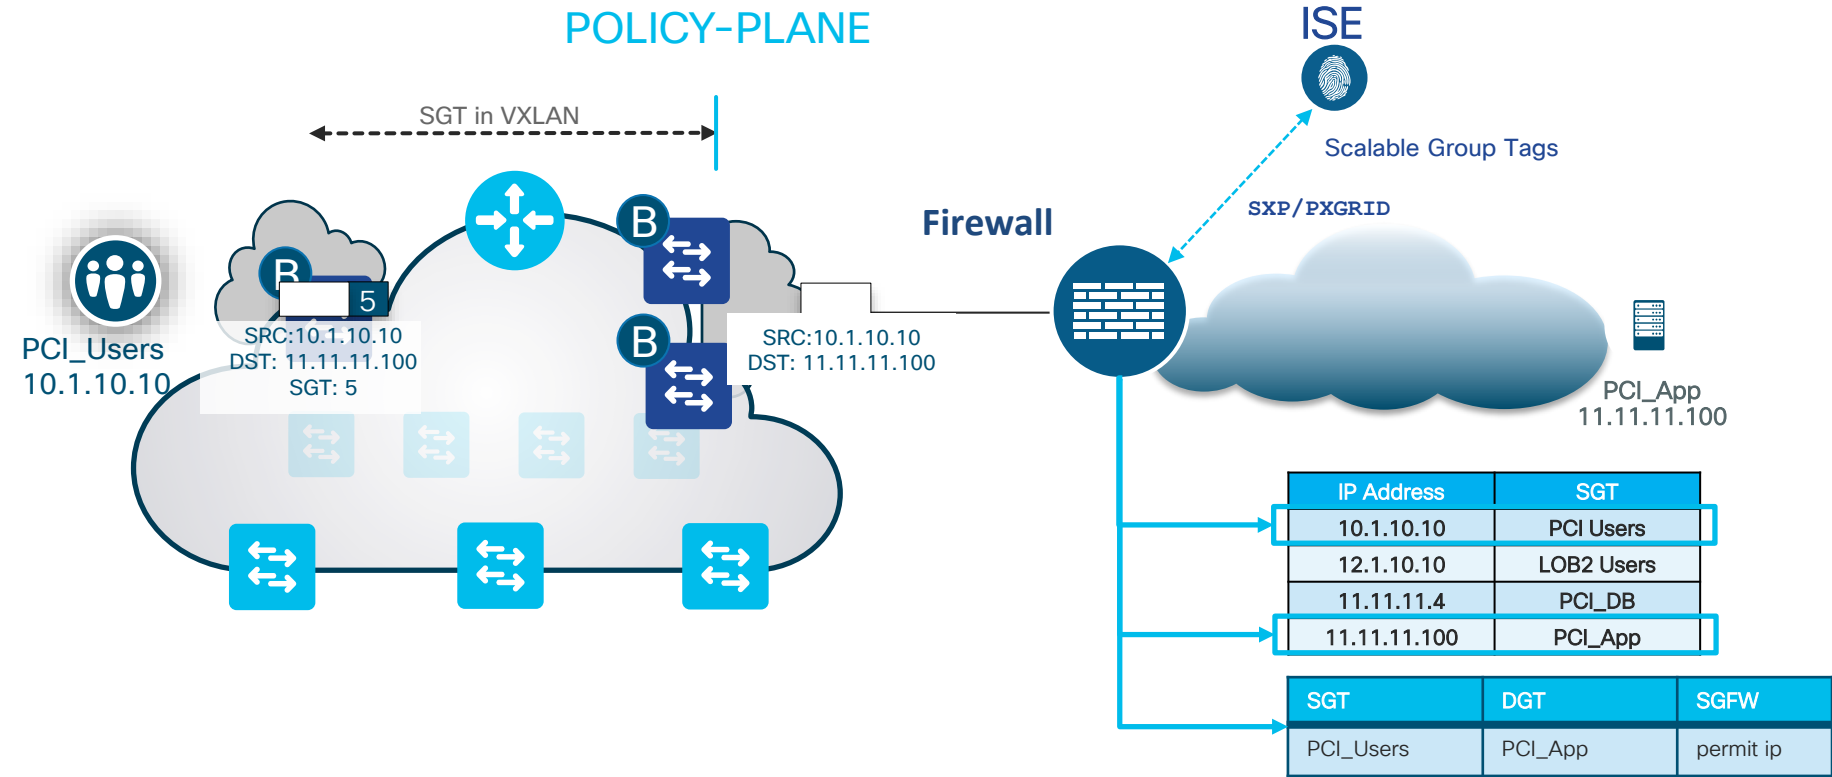 POLICY-PLANE
ISE
SGT in VXLAN
Scalable Group Tags
SXP/PXGRID
Firewall
B
B
B
5
SRC:10.1.10.10
DST: 11.11.11.100
SGT: 5
SRC:10.1.10.10
DST: 11.11.11.100
PCI_Users
10.1.10.10
PCI_App
11.11.11.100
IP Address SGT
10.1.10.10 PCI Users
12.1.10.10 LOB2 Users
11.11.11.4 PCI_DB
11.11.11.100 PCI_App
SGT DGT SGFW
PCI_Users PCI_App permit ip